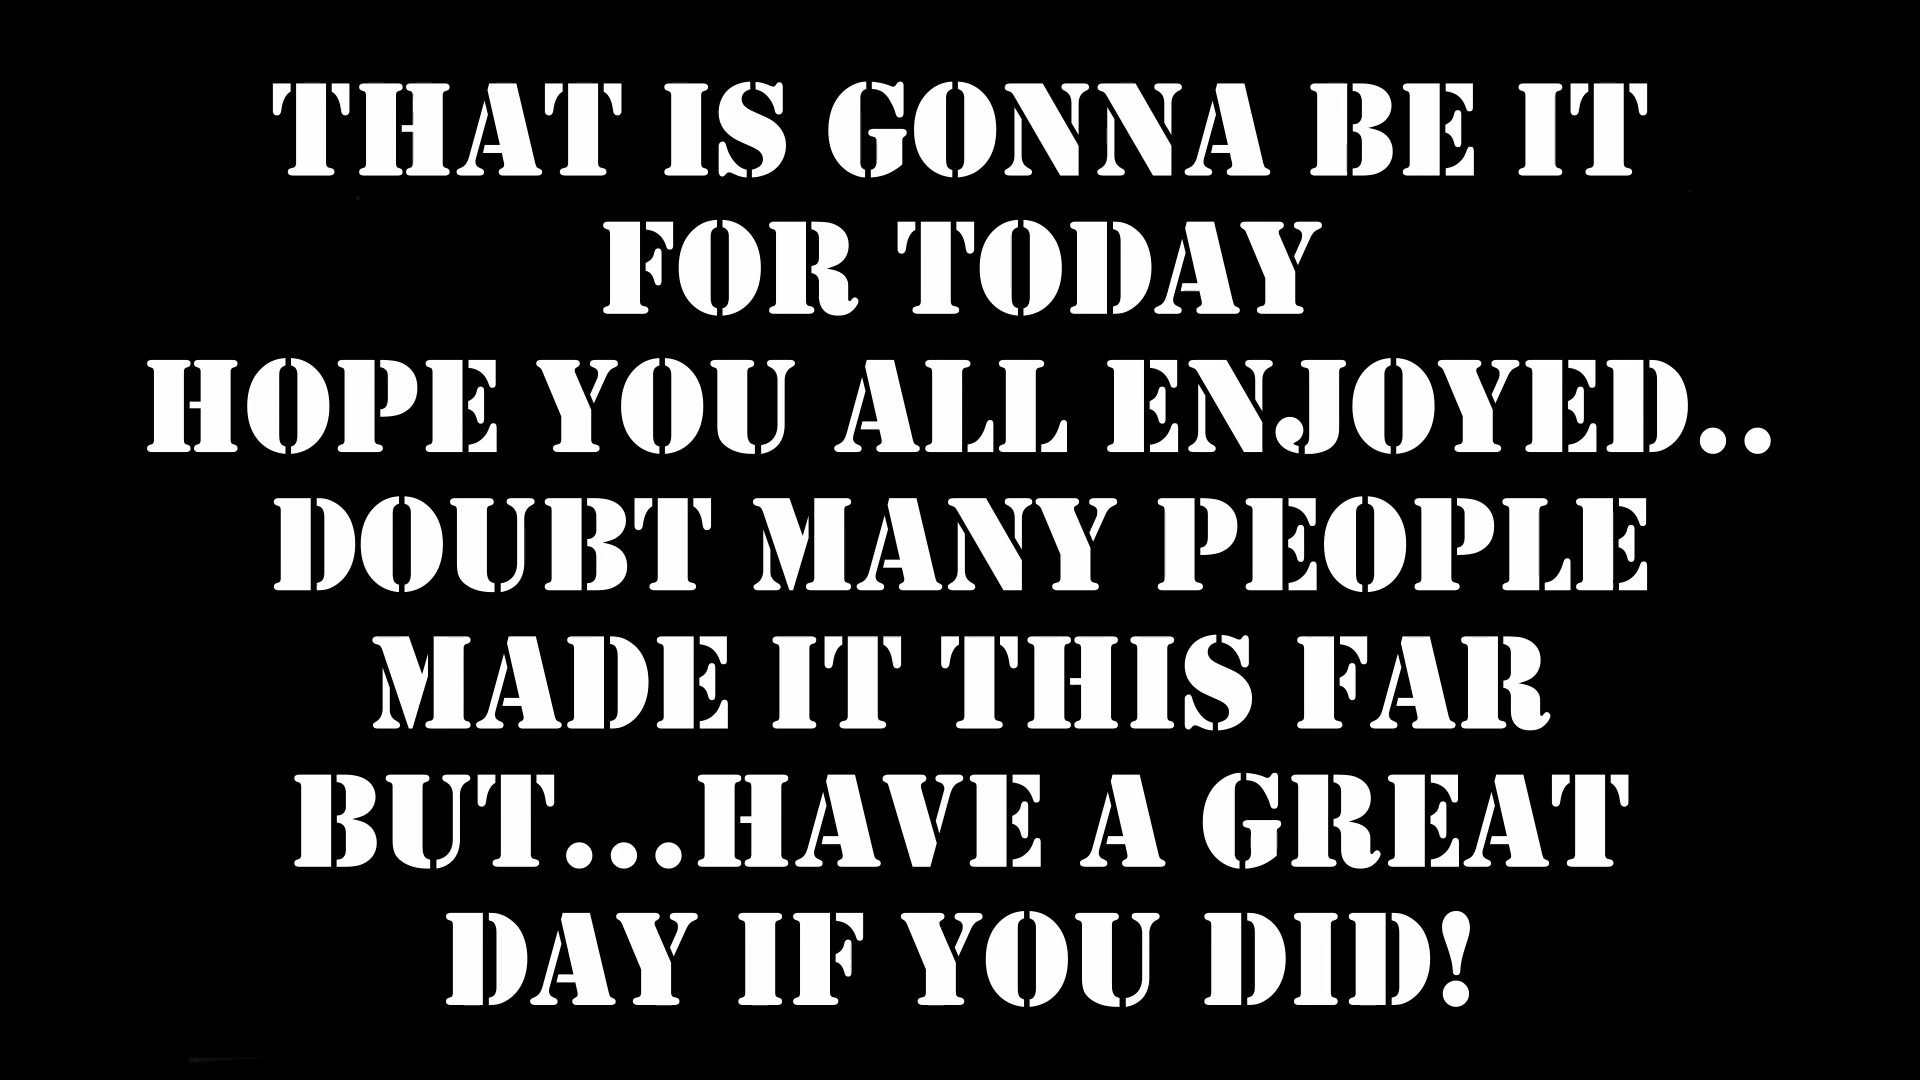 THAT IS GONNA BE IT
FOR TODAY
HOPE YOU ALL ENJOYED..
DOUBT MANY PEOPLE
MADE IT THIS FAR
BUT...HAVE A GREAT
DAY IF YOU DID!